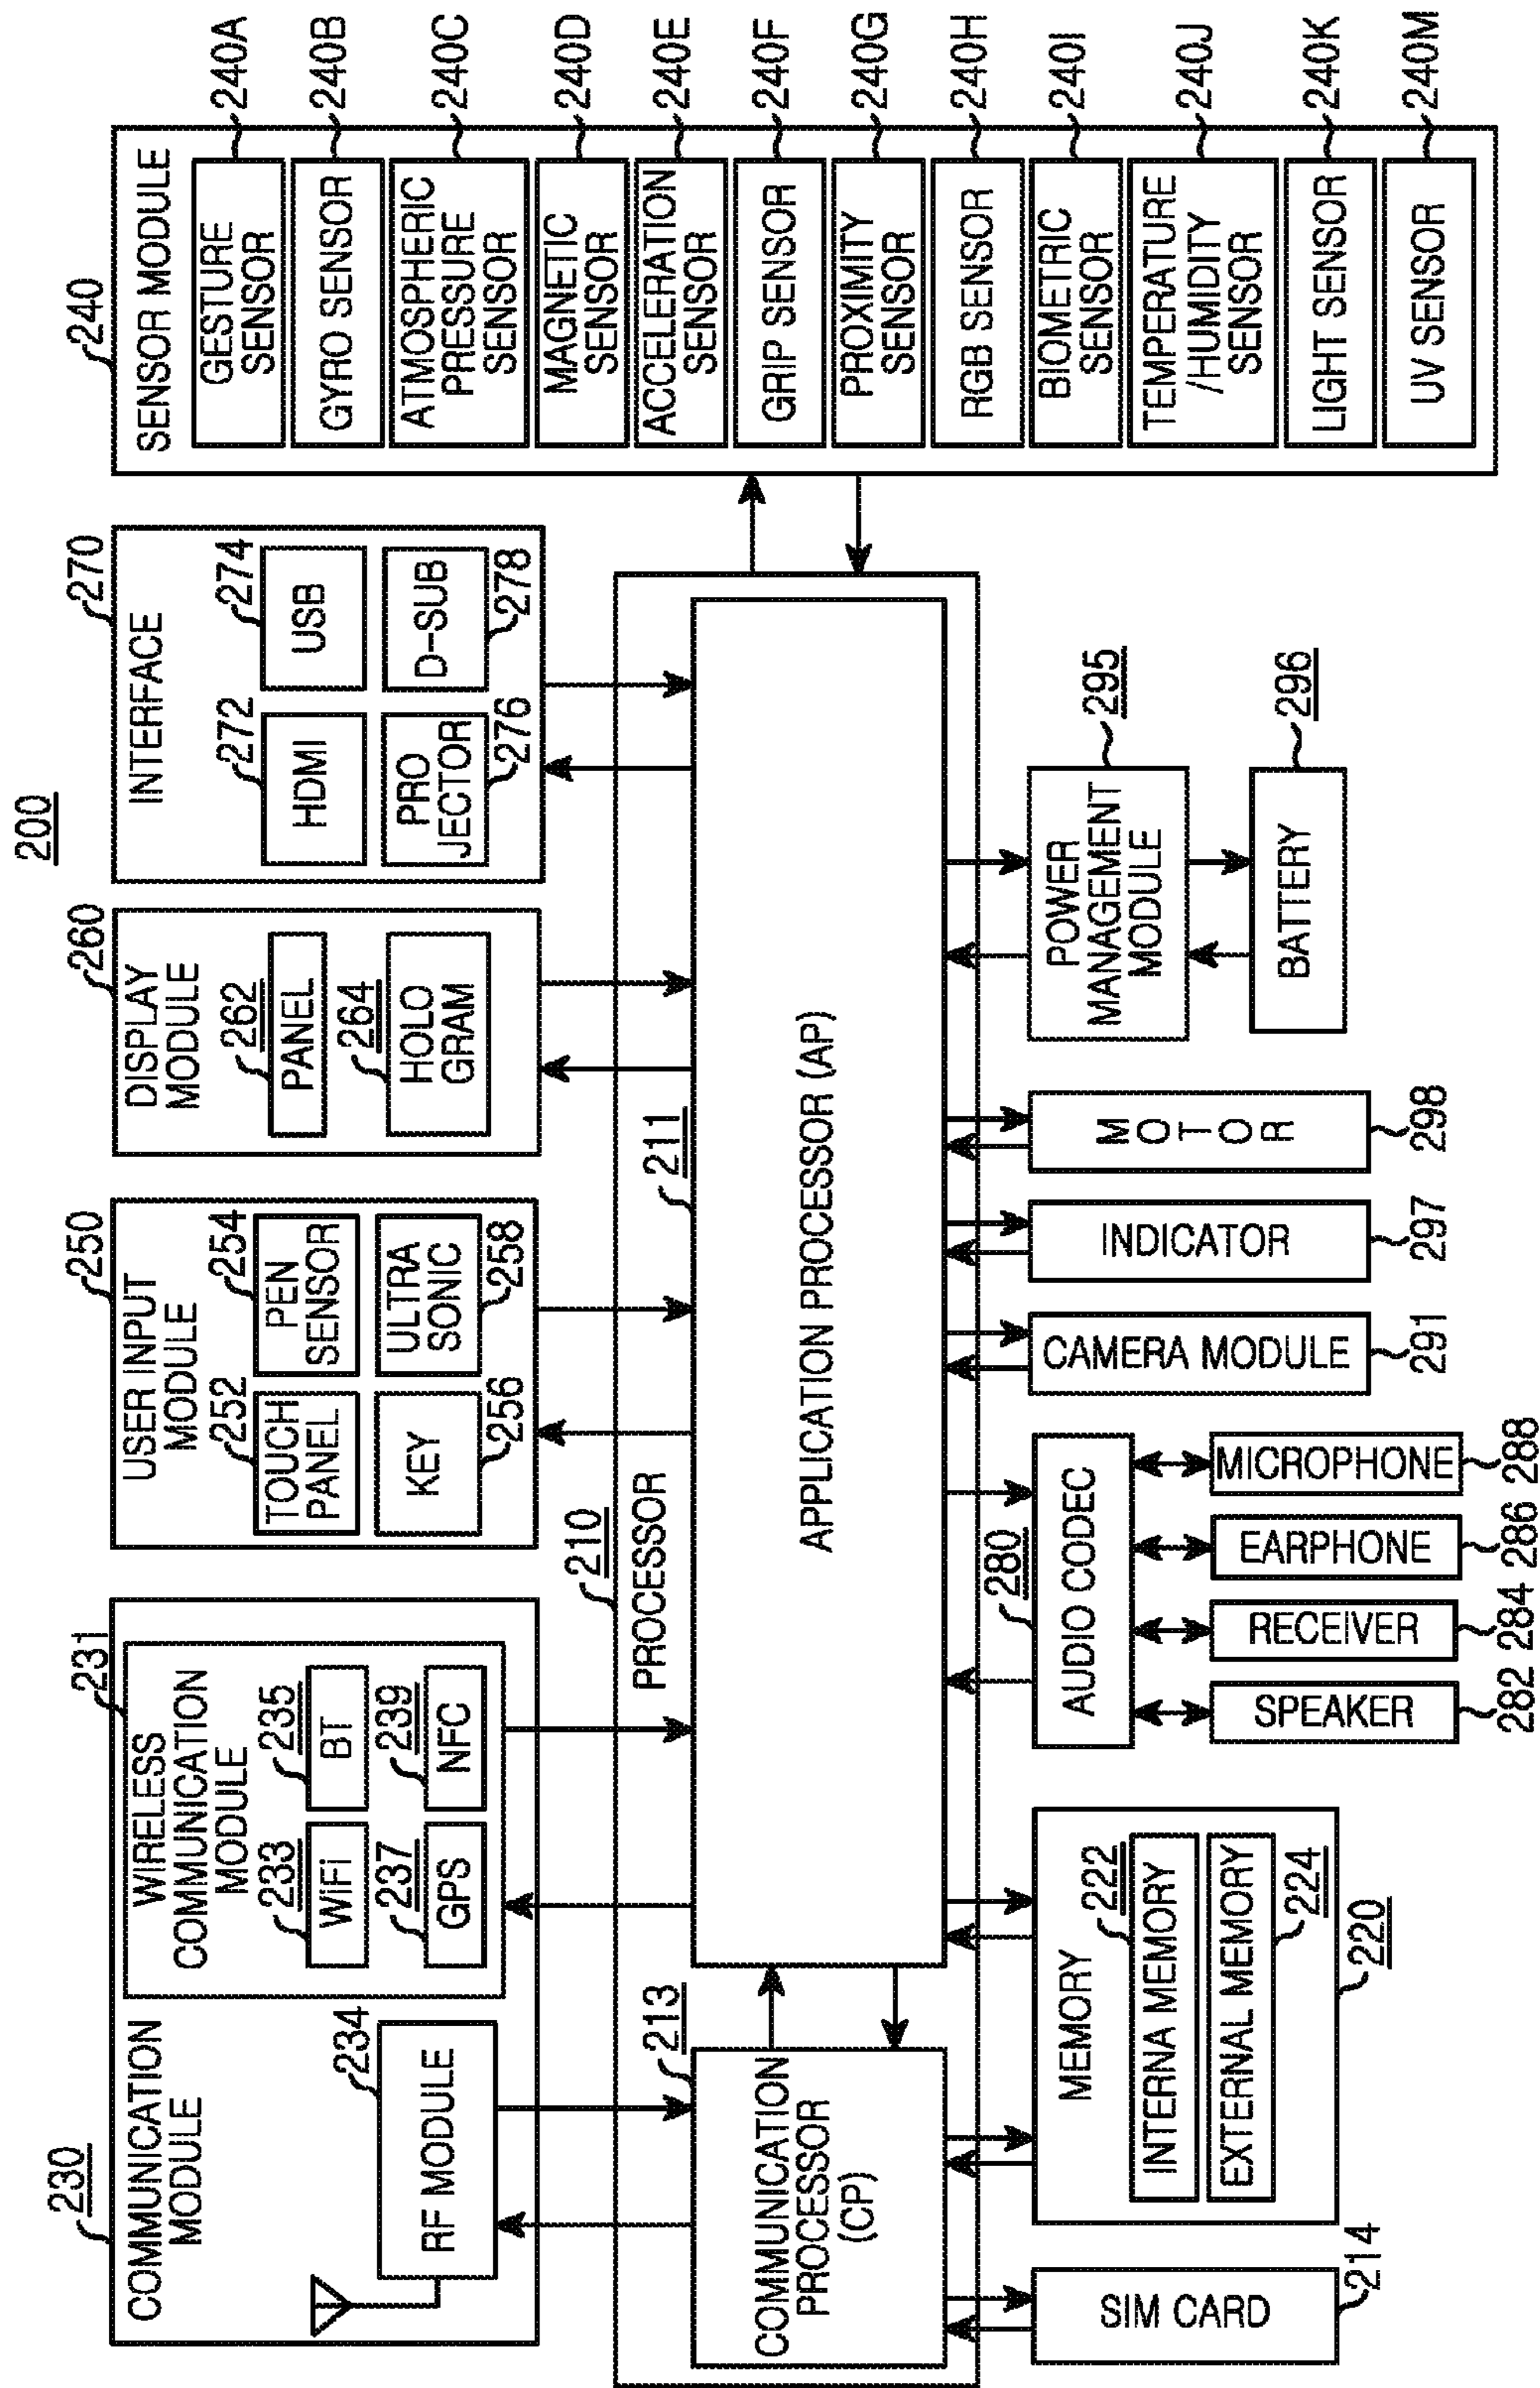 200
230
COMMUNICATION
MODULE
234
RF MODULE
231
WIRELESS
COMMUNICATION
MODULE
233
WiFi
235
BT
237
GPS
239
NFC
250
USER INPUT
MODULE
252
TOUCH
PANEL
254
PEN
SENSOR
KEY
256
ULTRA
SONIC
258
260
DISPLAY
MODULE
262
PANEL
264
HOLO
GRAM
270
INTERFACE
272
HDMI
274
USB
PRO
JECTOR
276
D-SUB
278
240
SENSOR MODULE
GESTURE
SENSOR
240A
GYRO SENSOR
240B
ATMOSPHERIC
PRESSURE
SENSOR
240C
MAGNETIC
SENSOR
240D
ACCELERATION
SENSOR
240E
GRIP SENSOR
240F
PROXIMITY
SENSOR
240G
RGB SENSOR
240H
BIOMETRIC
SENSOR
240I
TEMPERATURE
/HUMIDITY
SENSOR
240J
LIGHT SENSOR
240K
UV SENSOR
240M
210
PROCESSOR
213
COMMUNICATION
PROCESSOR
(CP)
211
APPLICATION PROCESSOR (AP)
SIM CARD
214
MEMORY
222
INTERNA MEMORY
EXTERNAL MEMORY
224
220
280
AUDIO CODEC
SPEAKER
282
RECEIVER
284
EARPHONE
286
MICROPHONE
288
CAMERA MODULE
291
INDICATOR
297
MOTOR
298
POWER
MANAGEMENT
MODULE
295
BATTERY
296